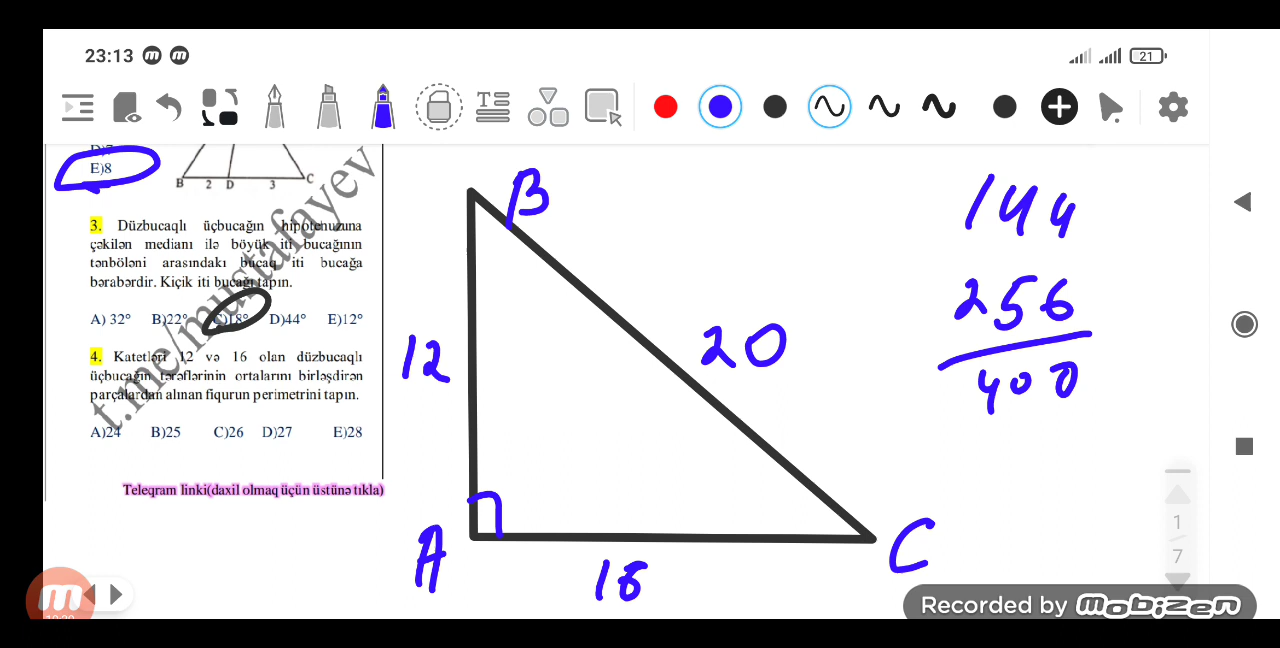 23:13
21
T
D)7
E)8
B 2 D 3 C
3. Düzbucaqlı üçbucağın hipotenuzuna
çəkilən medianı ilə böyük iti bucağının
tənböləni arasındakı bucaq iti bucağa
bərabərdir. Kiçik iti bucağı tapın.
A) 32° B)22° C)18° D)44° E)12°
4. Katetləri 12 və 16 olan düzbucaqlı
üçbucağın tərəflərinin ortalarını birləşdirən
parçalardan alınan fiqurun perimetrini tapın.
A)24 B)25 C)26 D)27 E)28
Teleqram linki(daxil olmaq üçün üstünə tıkla)
t.me/mustafayev
B
12
20
A
16
C
144
256
400
1
7
Recorded by mobizen